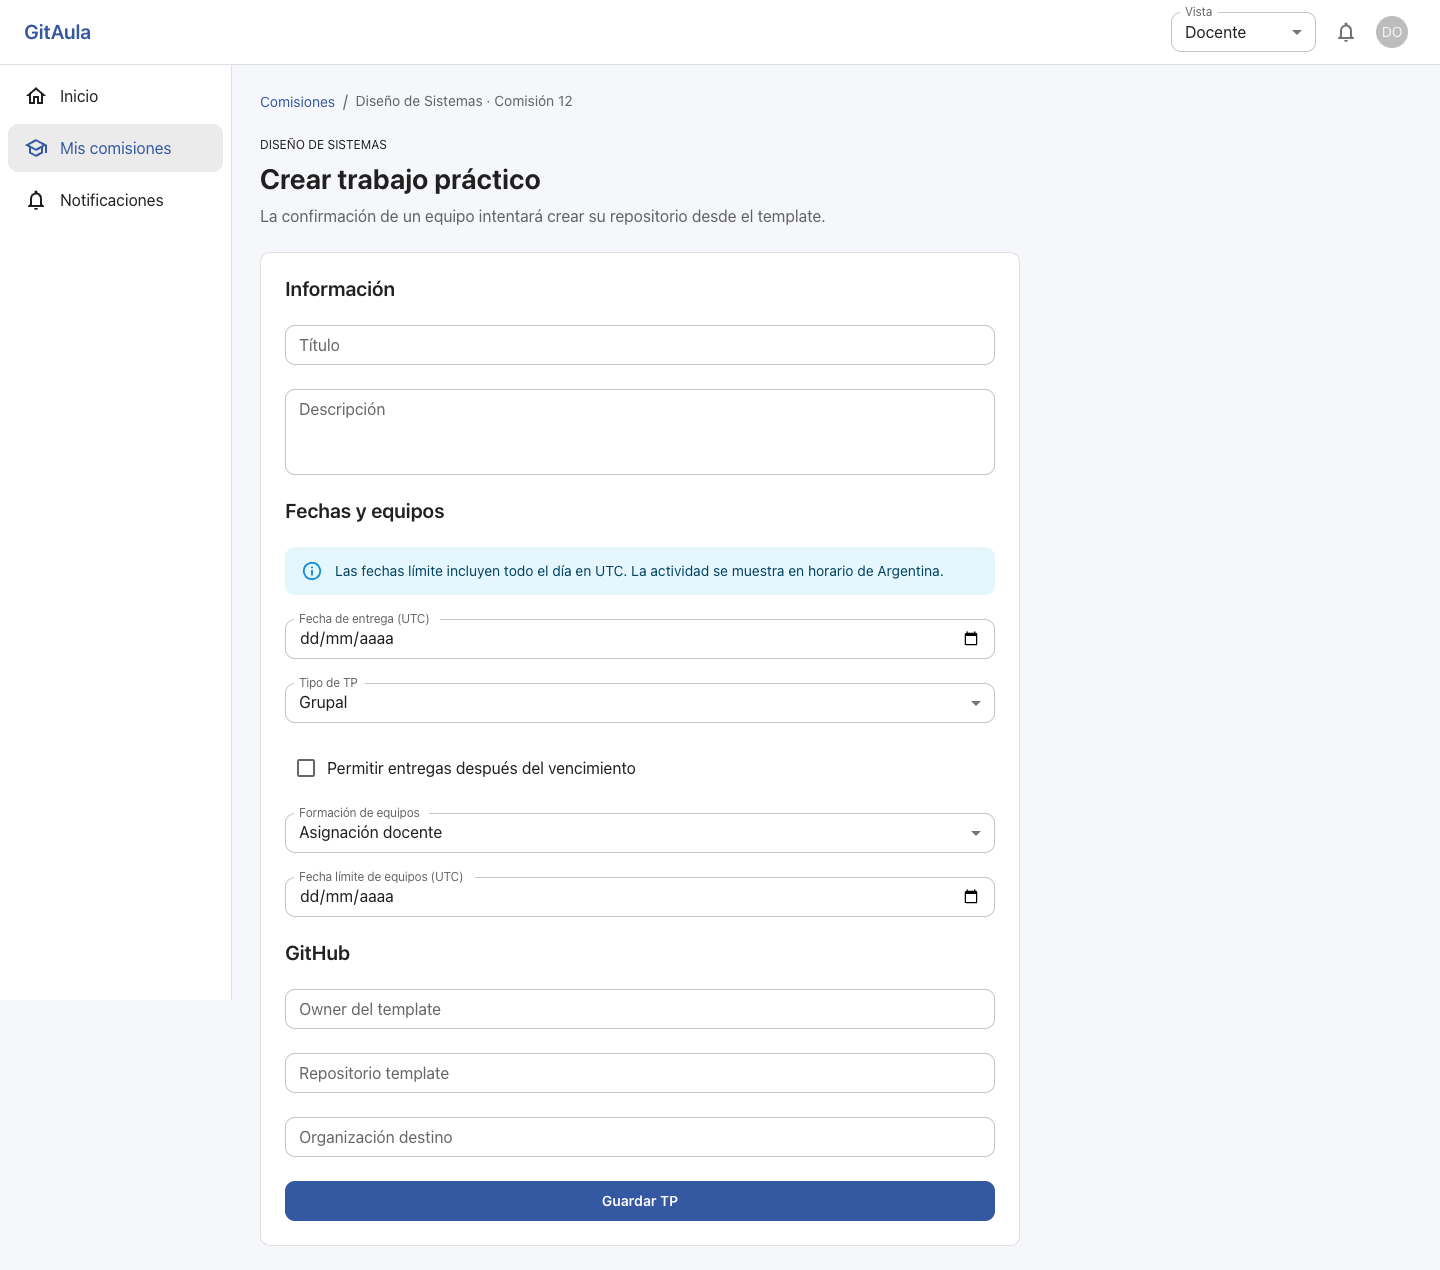 GitAula
Vista
Docente
DO
Inicio
Mis comisiones
Notificaciones
Comisiones / Diseño de Sistemas · Comisión 12
DISEÑO DE SISTEMAS
Crear trabajo práctico
La confirmación de un equipo intentará crear su repositorio desde el template.
Información
Título
Descripción
Fechas y equipos
Las fechas límite incluyen todo el día en UTC. La actividad se muestra en horario de Argentina.
Fecha de entrega (UTC)
dd/mm/aaaa
Tipo de TP
Grupal
Permitir entregas después del vencimiento
Formación de equipos
Asignación docente
Fecha límite de equipos (UTC)
dd/mm/aaaa
GitHub
Owner del template
Repositorio template
Organización destino
Guardar TP